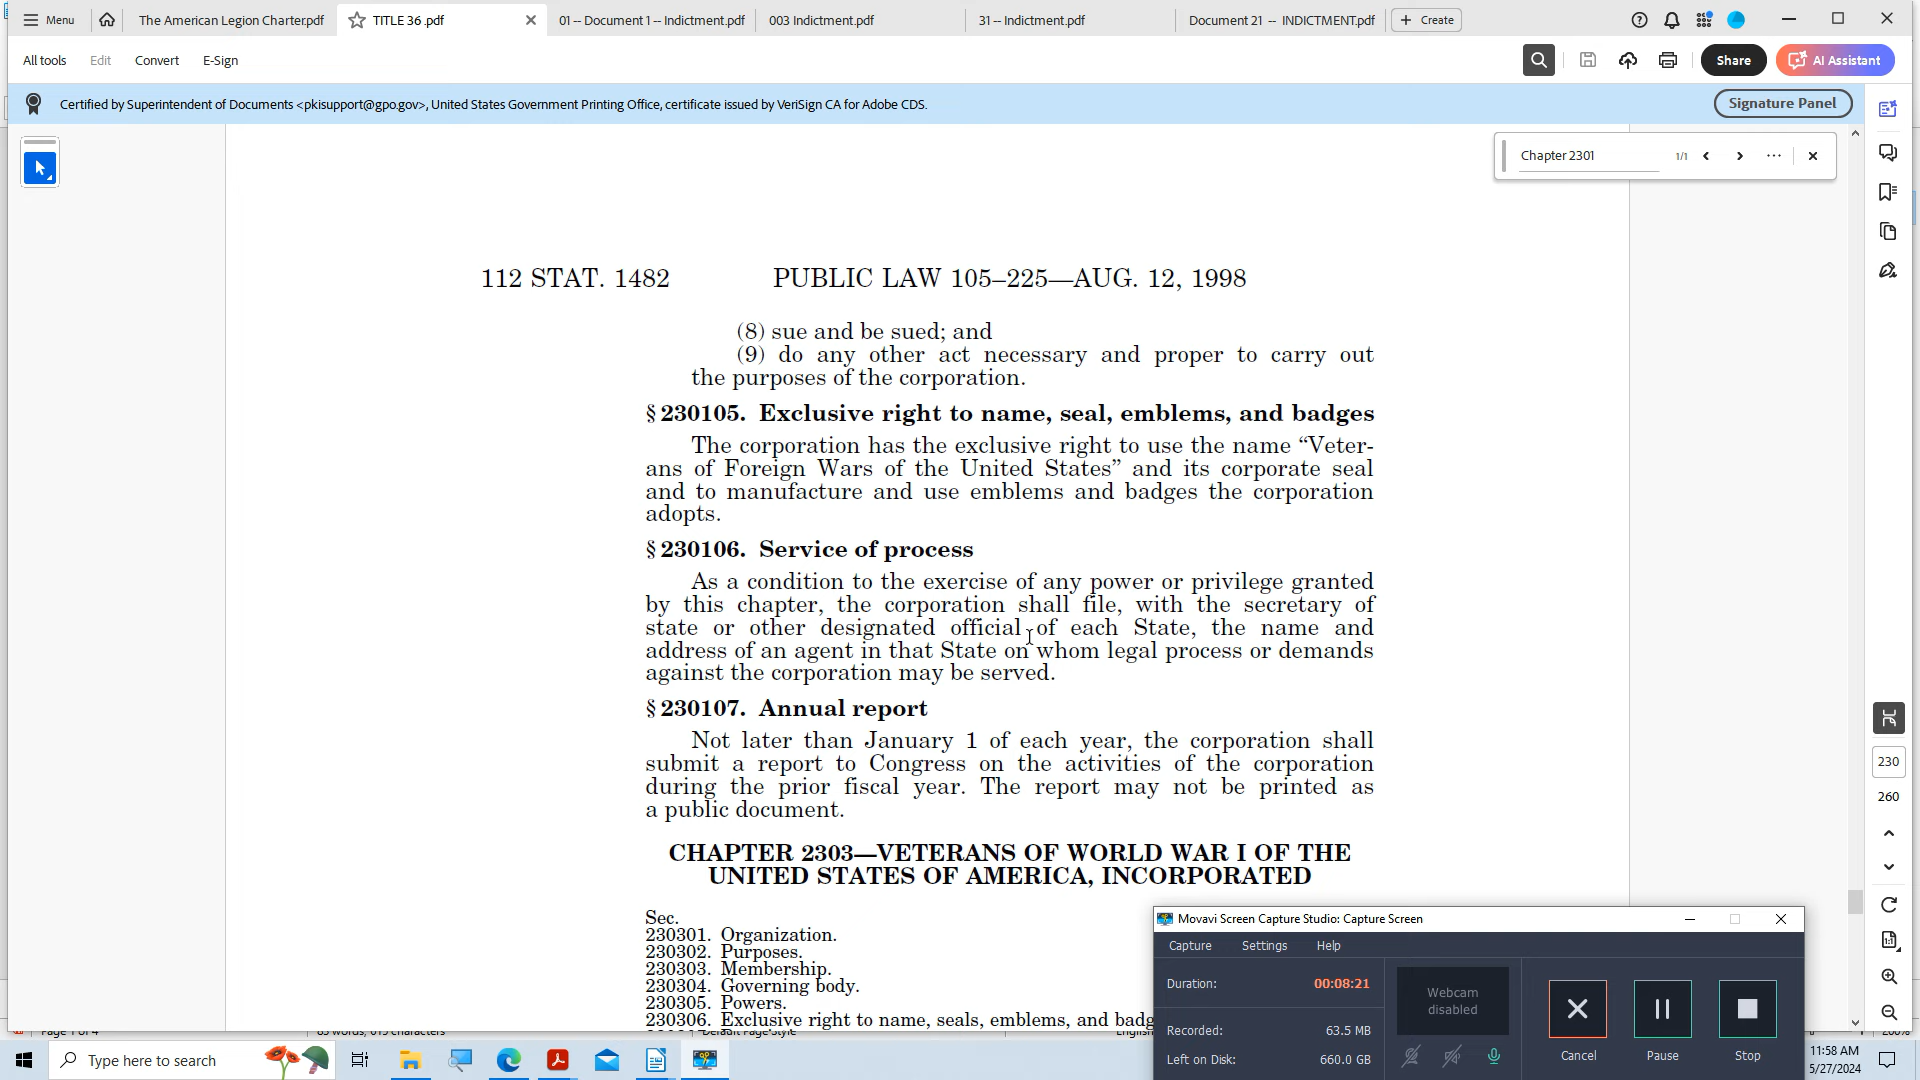 Menu
The American Legion Charter.pdf
TITLE 36 .pdf
01 -- Document 1 -- Indictment.pdf
003 Indictment.pdf
31 -- Indictment.pdf
Document 21 -- INDICTMENT.pdf
Create
All tools
Edit
Convert
E-Sign
Share
AI Assistant
Certified by Superintendent of Documents <pkisupport@gpo.gov>, United States Government Printing Office, certificate issued by VeriSign CA for Adobe CDS.
Signature Panel
Chapter 2301
1/1
112 STAT. 1482 PUBLIC LAW 105–225—AUG. 12, 1998
(8) sue and be sued; and
(9) do any other act necessary and proper to carry out
the purposes of the corporation.
§ 230105. Exclusive right to name, seal, emblems, and badges
The corporation has the exclusive right to use the name “Veter-
ans of Foreign Wars of the United States” and its corporate seal
and to manufacture and use emblems and badges the corporation
adopts.
§ 230106. Service of process
As a condition to the exercise of any power or privilege granted
by this chapter, the corporation shall file, with the secretary of
state or other designated official of each State, the name and
address of an agent in that State on whom legal process or demands
against the corporation may be served.
§ 230107. Annual report
Not later than January 1 of each year, the corporation shall
submit a report to Congress on the activities of the corporation
during the prior fiscal year. The report may not be printed as
a public document.
CHAPTER 2303—VETERANS OF WORLD WAR I OF THE
UNITED STATES OF AMERICA, INCORPORATED
Sec.
230301. Organization.
230302. Purposes.
230303. Membership.
230304. Governing body.
230305. Powers.
230306. Exclusive right to name, seals, emblems, and badg
230
260
Movavi Screen Capture Studio: Capture Screen
Capture
Settings
Help
Duration:
00:08:21
Webcam
disabled
Recorded:
63.5 MB
Left on Disk:
660.0 GB
Cancel
Pause
Stop
Type here to search
11:58 AM
5/27/2024